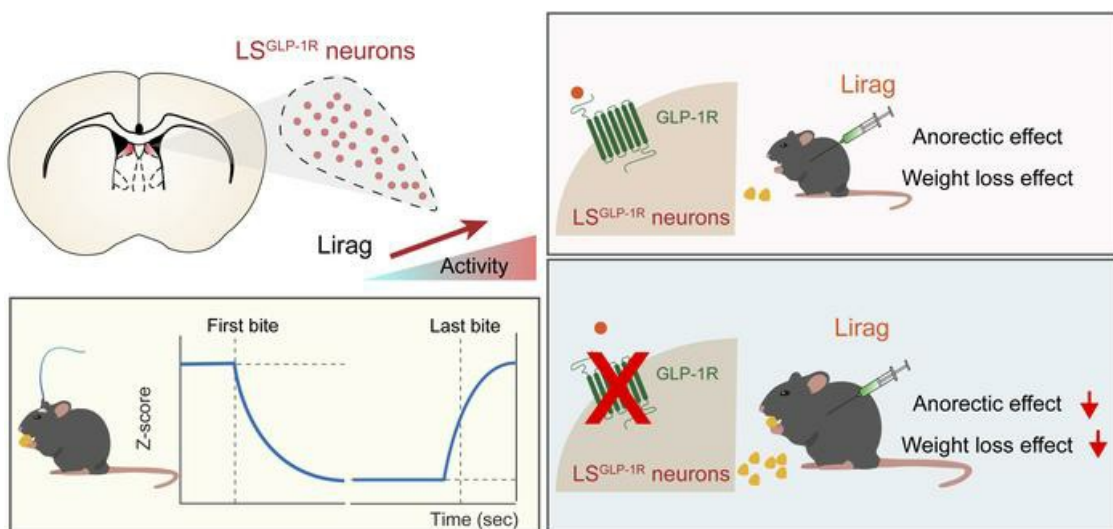 LSGLP-1R neurons
Lirag
Activity
First bite
Last bite
Z-score
Time (sec)
Lirag
GLP-1R
Anorectic effect
Weight loss effect
LSGLP-1R neurons
Lirag
GLP-1R
Anorectic effect
Weight loss effect
LSGLP-1R neurons